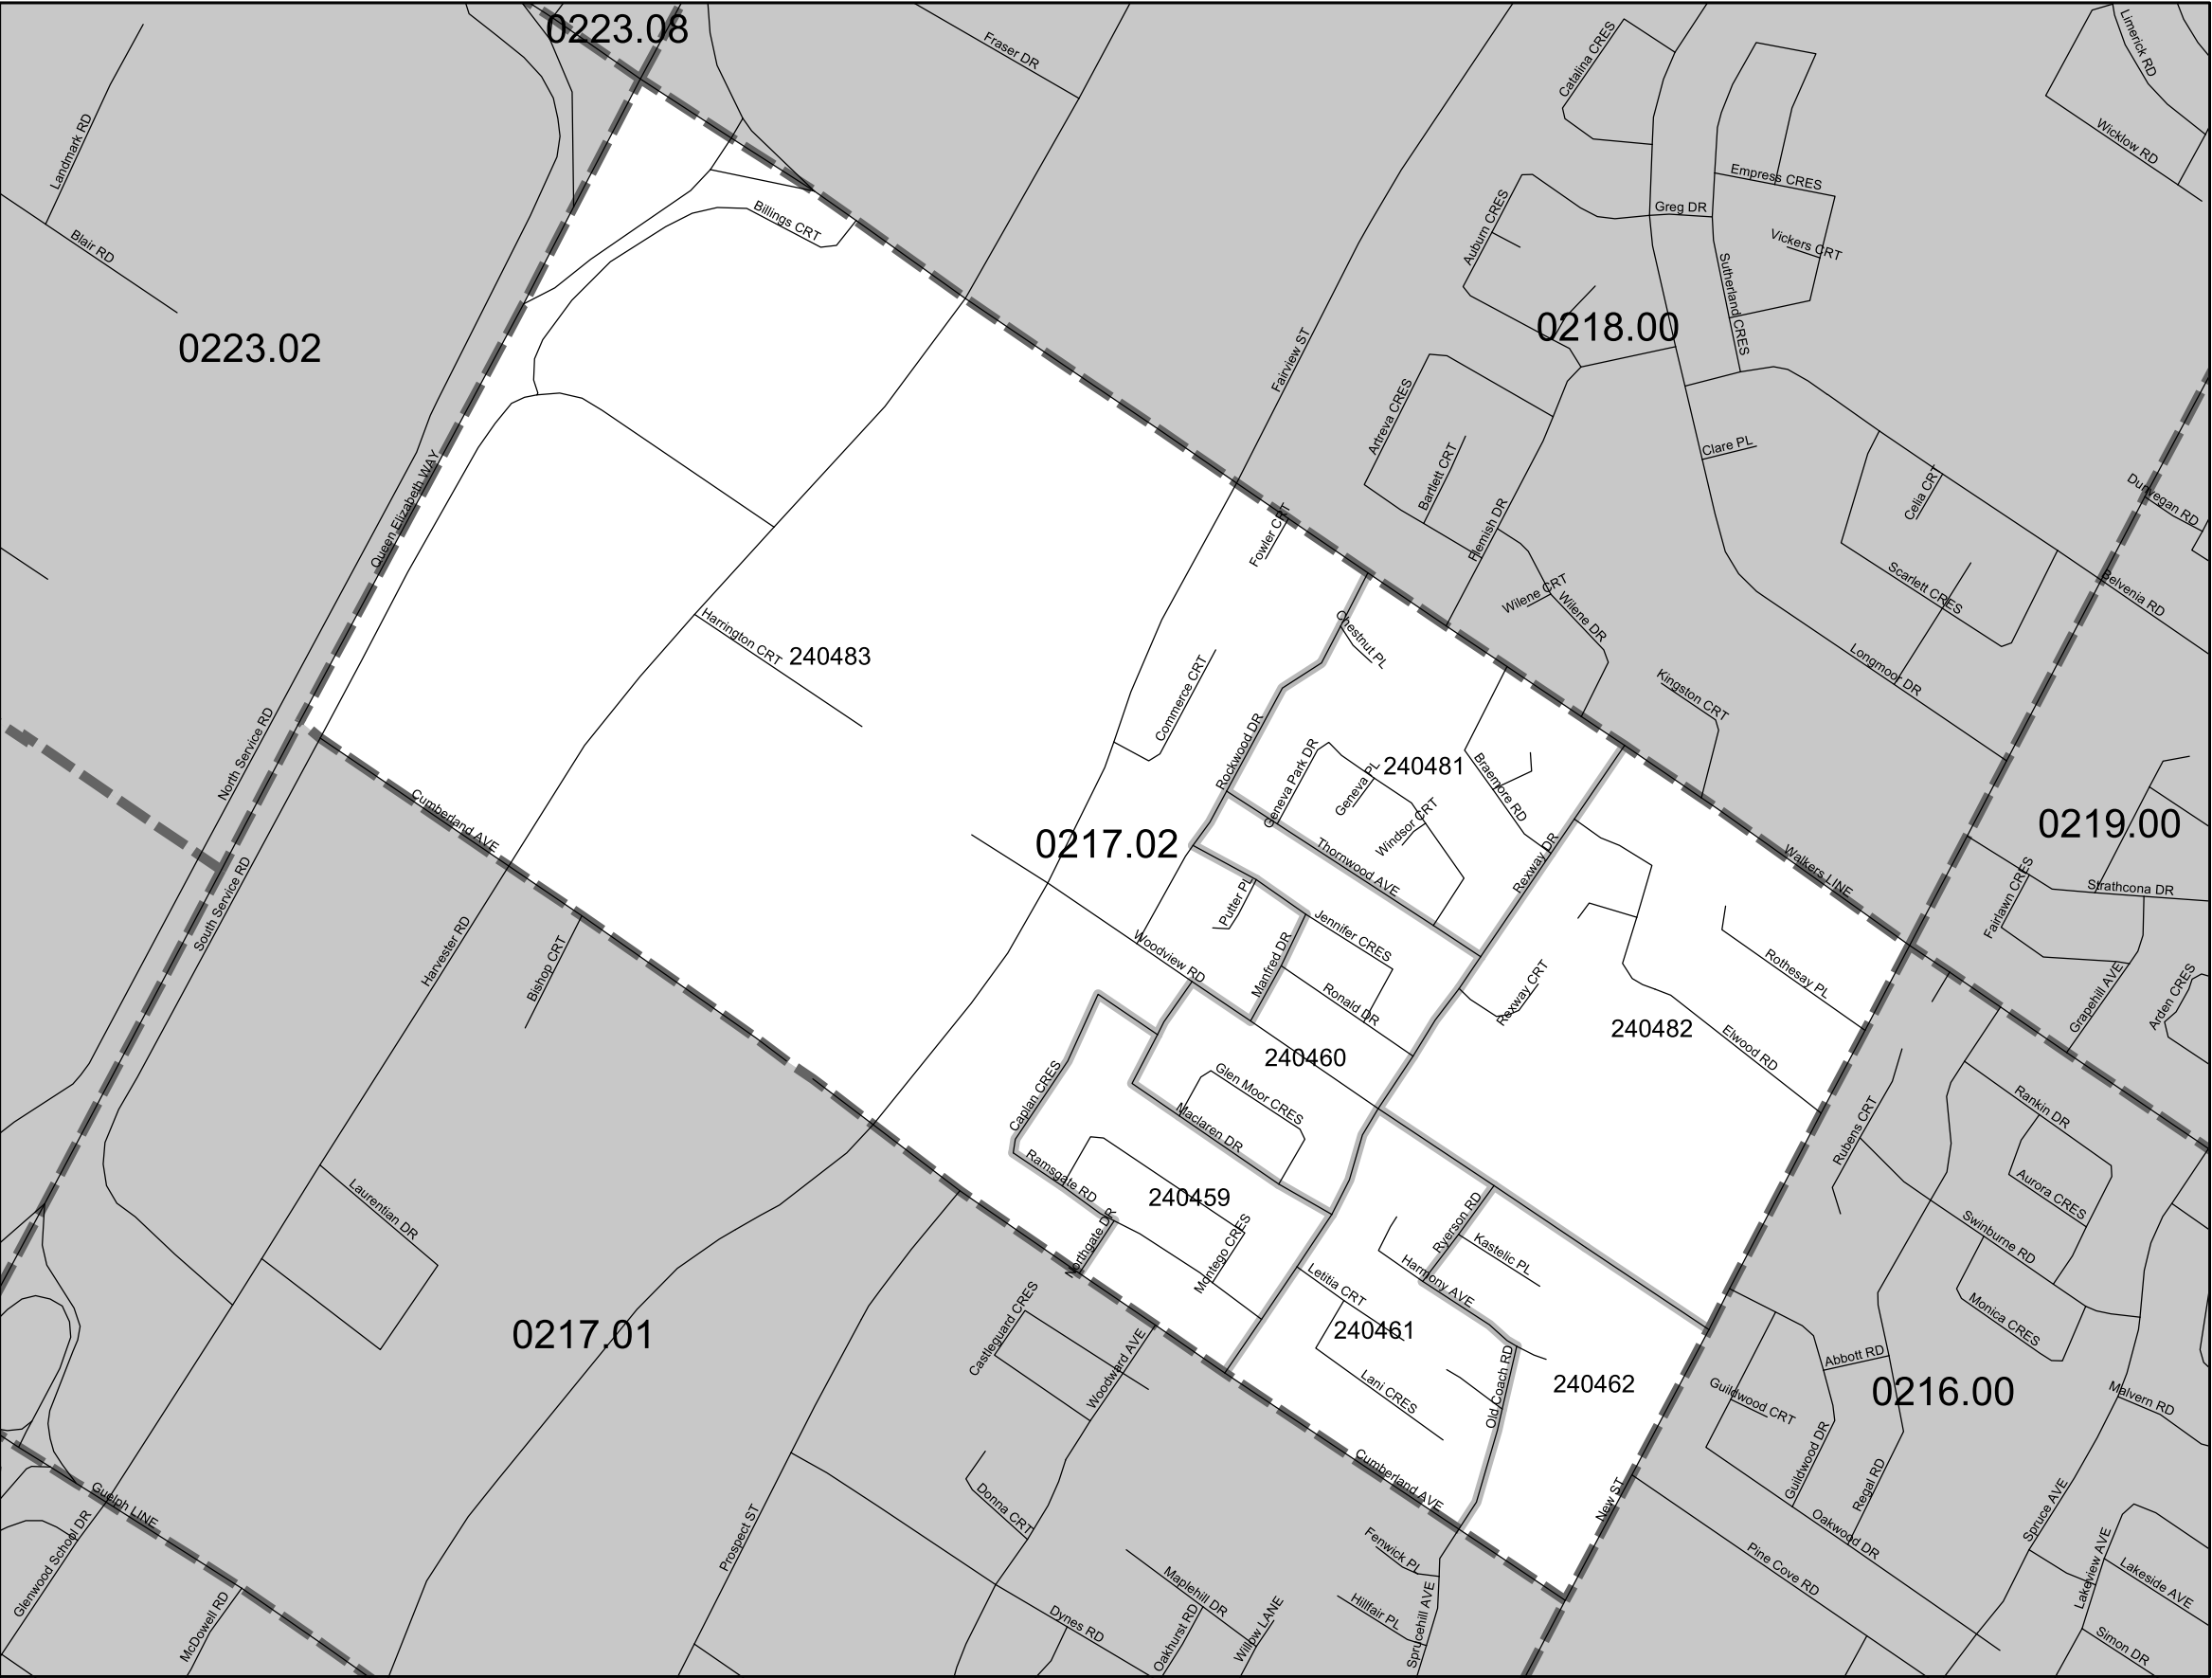 0223.08
Fraser DR
Catalina CRES
Limerick RD
Landmark RD
Wicklow RD
Empress CRES
Billings CRT
Greg DR
Auburn CRES
Vickers CRT
Blair RD
Sutherland CRES
0223.02
0218.00
Fairview ST
Artreva CRES
Clare PL
Bartlett CRT
Celia CRT
Dunvegan RD
Queen Elizabeth WAY
Fowler CRT
Flemish DR
Wilene CRT
Wilene DR
Scarlett CRES
Belvenia RD
Chestnut PL
Harrington CRT
240483
Longmoor DR
Commerce CRT
Kingston CRT
North Service RD
Rockwood DR
Geneva Park DR
Geneva PL
240481
Braemore RD
Cumberland AVE
Windsor CRT
0217.02
0219.00
Thornwood AVE
Rexway DR
Walkers LINE
Strathcona DR
Fairlawn CRES
South Service RD
Putter PL
Jennifer CRES
Harvester RD
Bishop CRT
Woodview RD
Manfred DR
Ronald DR
Rexway CRT
Rothesay PL
Grapehill AVE
Arden CRES
240482
Elwood RD
240460
Glen Moor CRES
Caplan CRES
Maclaren DR
Rankin DR
Rubens CRT
Ramsgate RD
240459
Laurentian DR
Northgate DR
Montego CRES
Ryerson RD
Kastelic PL
Aurora CRES
Swinburne RD
Letitia CRT
Harmony AVE
Castleguard CRES
0217.01
240461
Monica CRES
Woodward AVE
Abbott RD
Lani CRES
Old Coach RD
240462
0216.00
Guildwood CRT
Malvern RD
Guildwood DR
Regal RD
Cumberland AVE
New ST
Guelph LINE
Donna CRT
Prospect ST
Oakwood DR
Spruce AVE
Glenwood School DR
Fenwick PL
Pine Cove RD
Lakeview AVE
Lakeside AVE
Maplehill DR
Hillfair PL
Sprucehill AVE
McDowell RD
Dynes RD
Oakhurst RD
Willow LANE
Simon DR